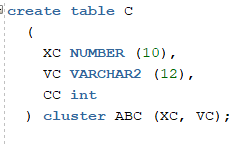 create table C
(
XC NUMBER (10),
VC VARCHAR2 (12),
CC int
) cluster ABC (XC, VC);